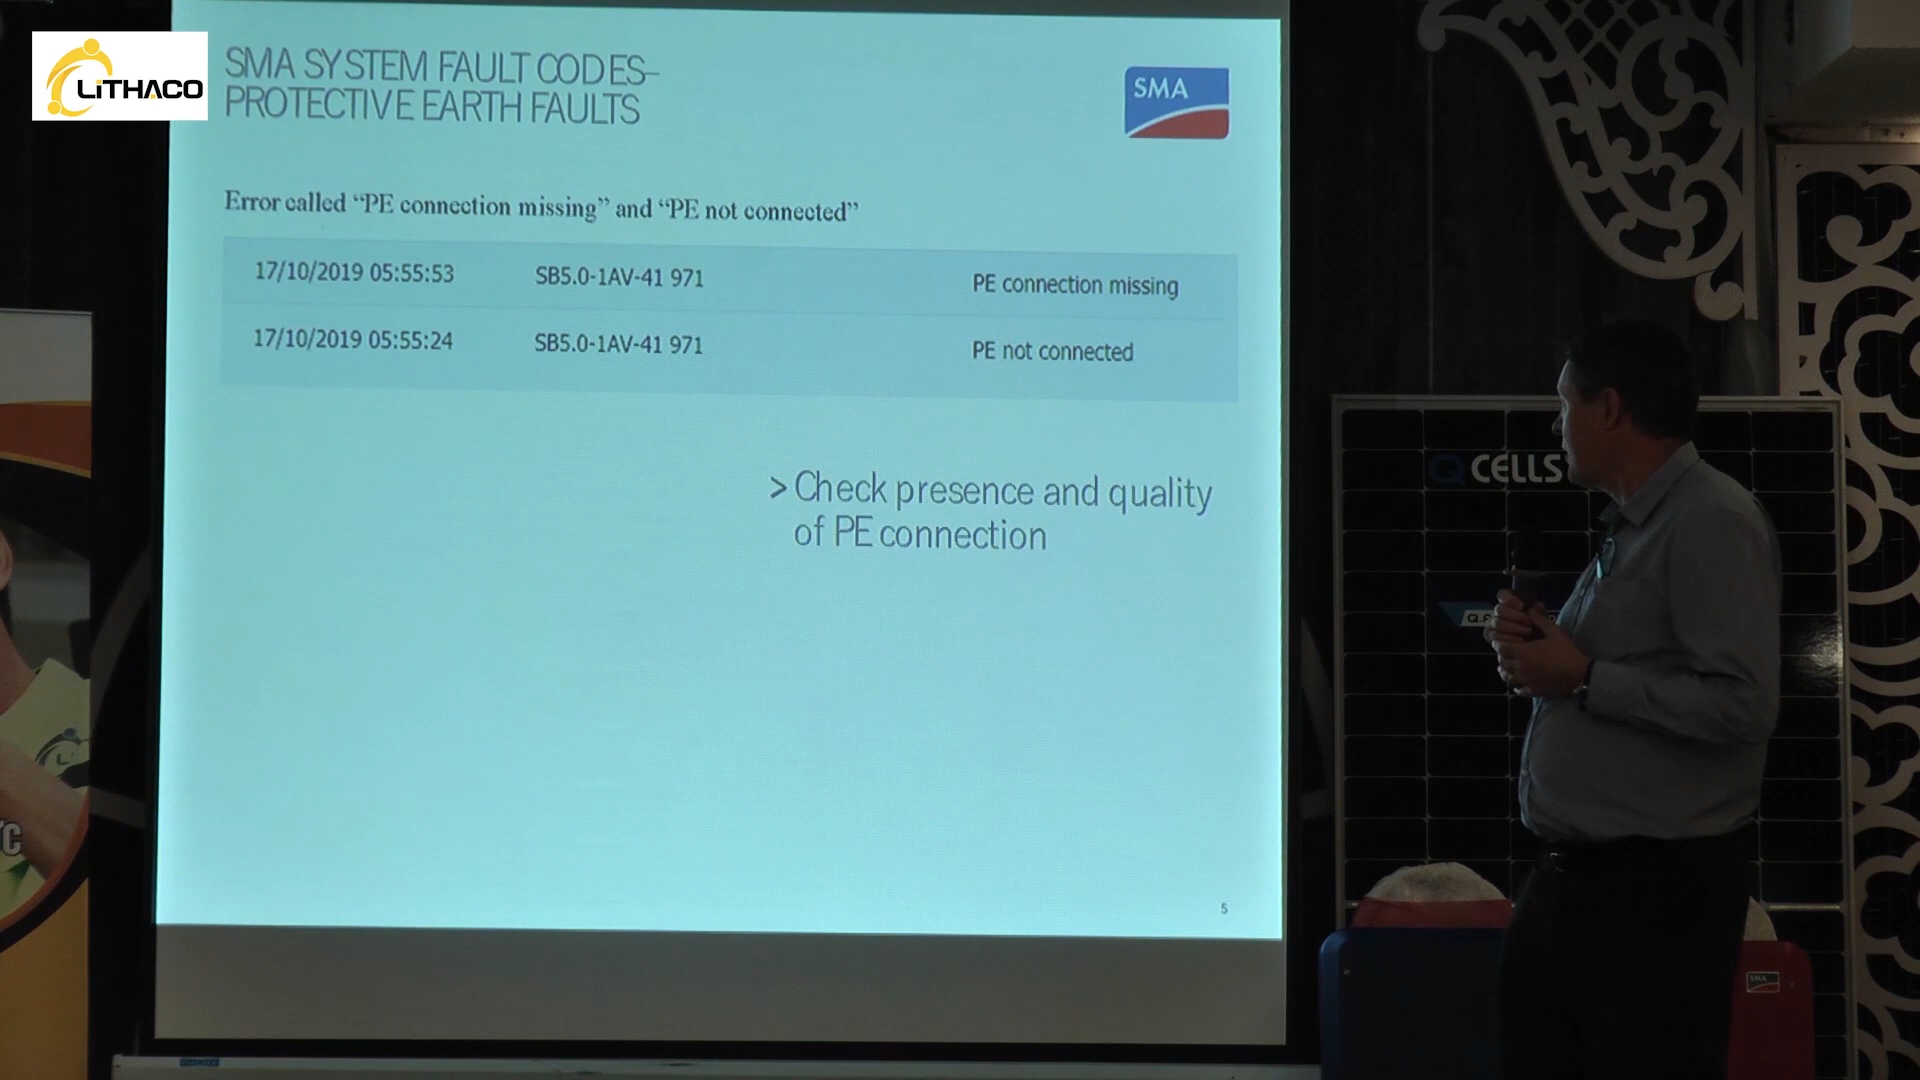 LiTHACO
SMA SYSTEM FAULT CODES–
PROTECTIVE EARTH FAULTS
SMA
Error called “PE connection missing” and “PE not connected”
17/10/2019 05:55:53 SB5.0-1AV-41 971 PE connection missing
17/10/2019 05:55:24 SB5.0-1AV-41 971 PE not connected
> Check presence and quality
of PE connection
5
Q CELLS
SMA